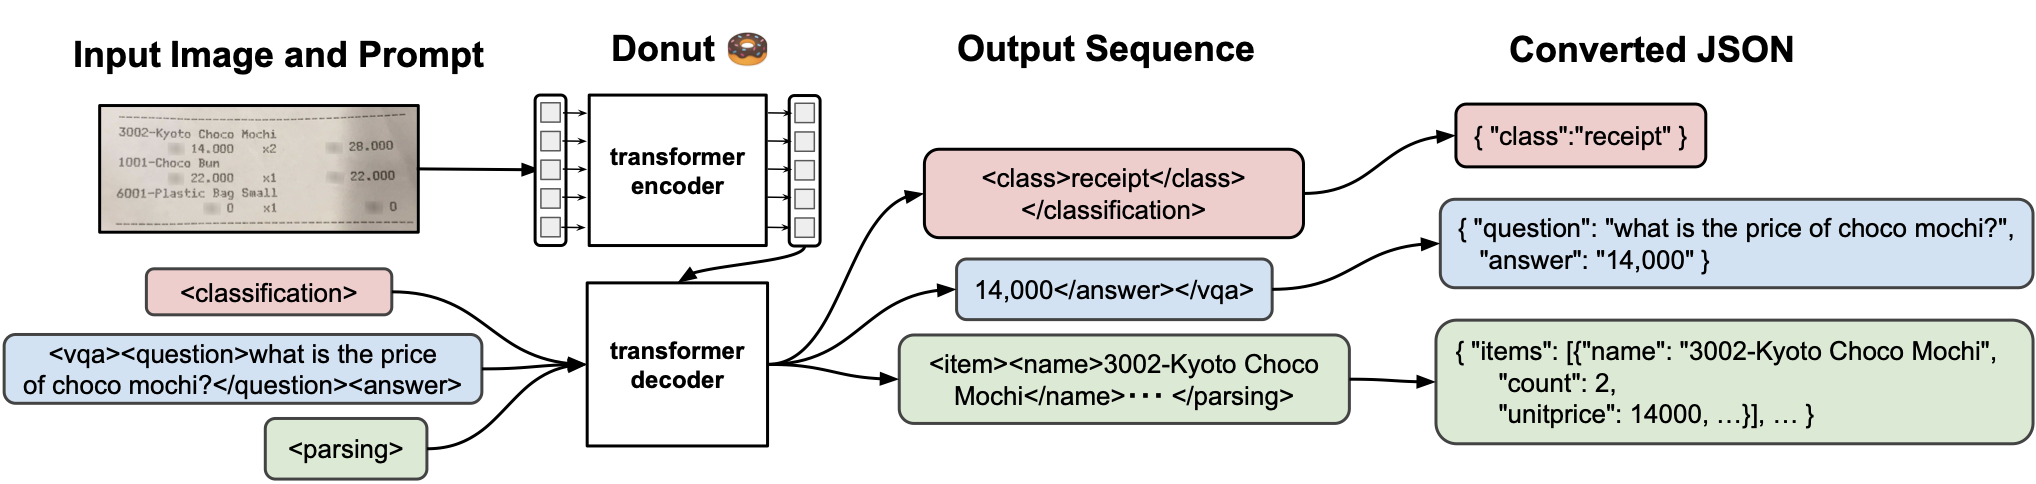 Input Image and Prompt
Donut
Output Sequence
Converted JSON
3002-Kyoto Choco Mochi
14.000 x2 28.000
1001-Choco Bun
22.000 x1 22.000
6001-Plastic Bag Small
0 x1 0
<classification>
<vqa><question>what is the price
of choco mochi?</question><answer>
<parsing>
transformer
encoder
transformer
decoder
<class>receipt</class>
</classification>
14,000</answer></vqa>
<item><name>3002-Kyoto Choco
Mochi</name>··· </parsing>
{ "class":"receipt" }
{ "question": "what is the price of choco mochi?",
"answer": "14,000" }
{ "items": [{"name": "3002-Kyoto Choco Mochi",
"count": 2,
"unitprice": 14000, …}], … }